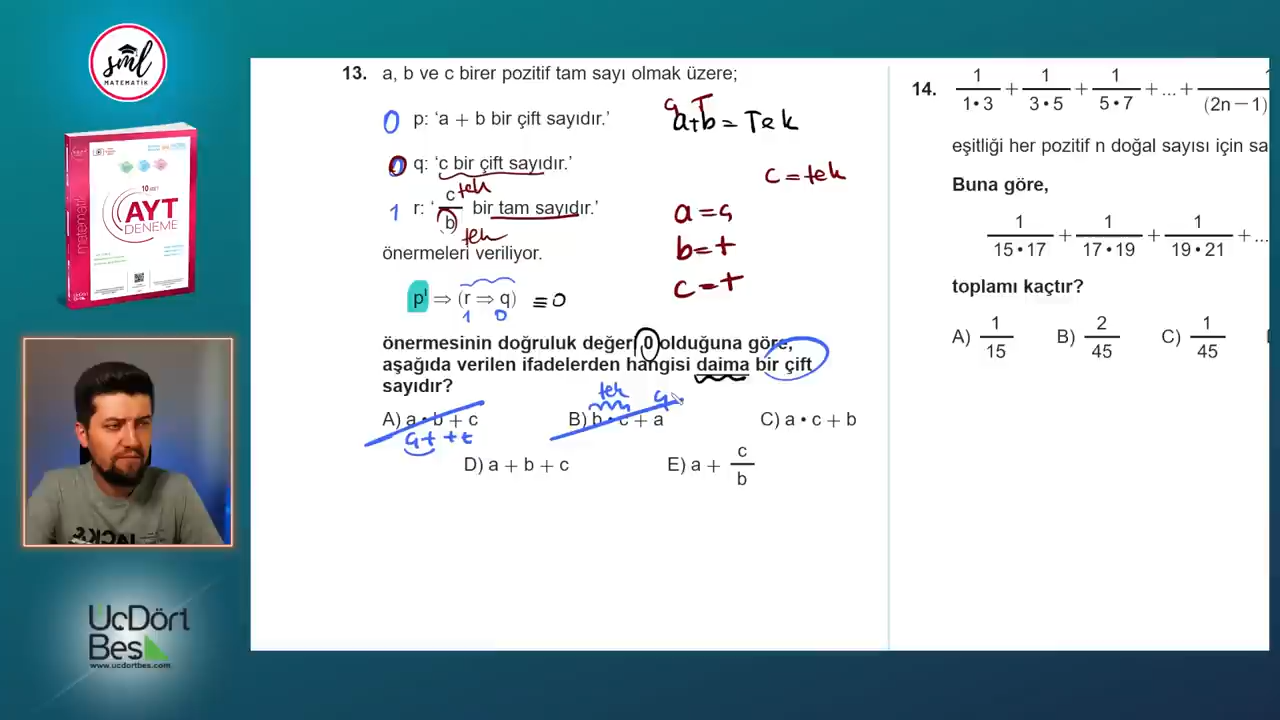 sml
MATEMATİK
10 ADET
AYT
DENEME
matematik
ÜçDört
Beş
www.ucdortbes.com
13. a, b ve c birer pozitif tam sayı olmak üzere;
0 p: 'a + b bir çift sayıdır.'
0 q: 'c bir çift sayıdır.'
1 r: 'c/b bir tam sayıdır.'
tek
tek
önermeleri veriliyor.
p' ⇒ (r ⇒ q) ≡ 0
1 0
önermesinin doğruluk değeri 0 olduğuna göre,
aşağıda verilen ifadelerden hangisi daima bir çift
sayıdır?
tek ç
A) a • b + c B) b • c + a C) a • c + b
ç t + t
D) a + b + c E) a + c/b
ç T
a+b = Tek
c = tek
a = ç
b = t
c = t
14. 1/(1•3) + 1/(3•5) + 1/(5•7) + ... + 1/(2n−1)
eşitliği her pozitif n doğal sayısı için sa
Buna göre,
1/(15•17) + 1/(17•19) + 1/(19•21) + ...
toplamı kaçtır?
A) 1/15 B) 2/45 C) 1/45